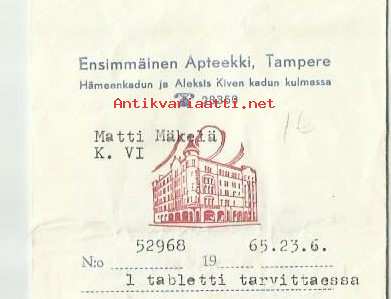 Ensimmäinen Apteekki, Tampere
Hämeenkadun ja Aleksis Kiven kadun kulmassa
Antikvariaatti.net
☎ 28350
Matti Mäkelä
K. VI
52968 65.23.6.
N:o 19
1 tabletti tarvittaessa